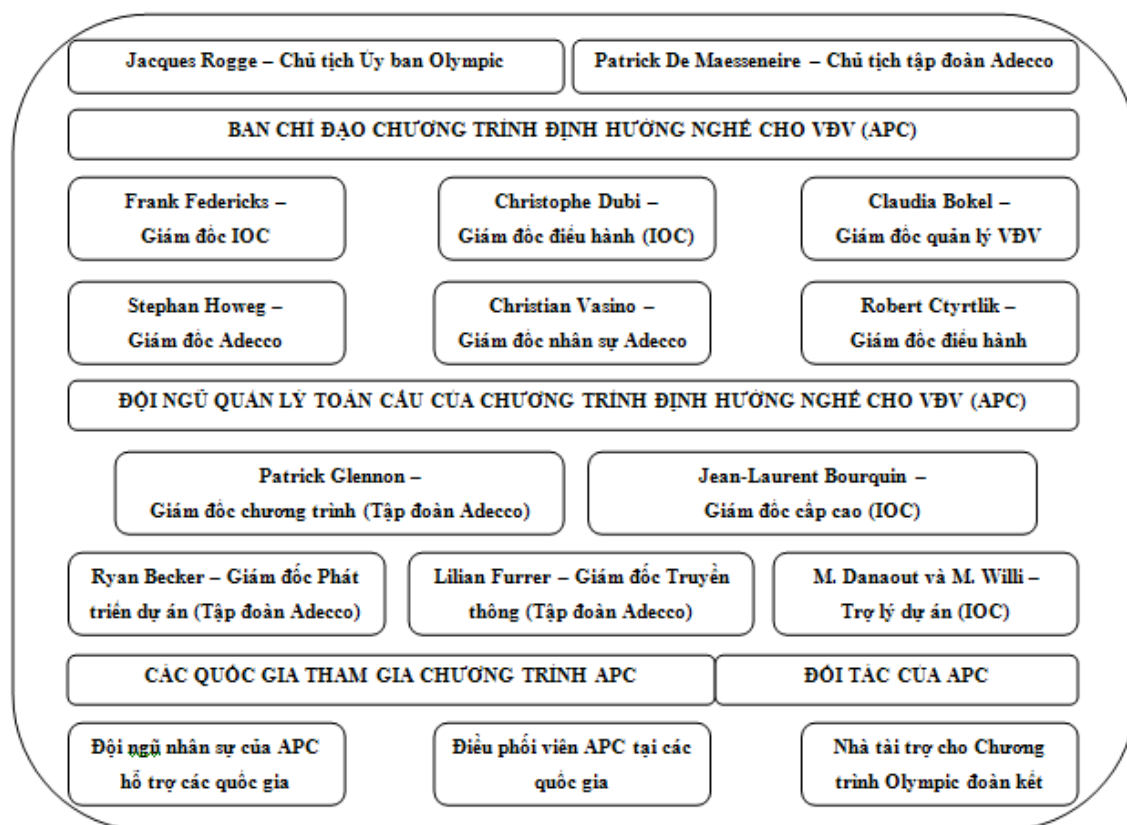 Jacques Rogge – Chủ tịch Ủy ban Olympic
Patrick De Maesseneire – Chủ tịch tập đoàn Adecco
BAN CHỈ ĐẠO CHƯƠNG TRÌNH ĐỊNH HƯỚNG NGHỀ CHO VĐV (APC)
Frank Federicks –
Giám đốc IOC
Christophe Dubi –
Giám đốc điều hành (IOC)
Claudia Bokel –
Giám đốc quản lý VĐV
Stephan Howeg –
Giám đốc Adecco
Christian Vasino –
Giám đốc nhân sự Adecco
Robert Ctyrtlik –
Giám đốc điều hành
ĐỘI NGŨ QUẢN LÝ TOÀN CẦU CỦA CHƯƠNG TRÌNH ĐỊNH HƯỚNG NGHỀ CHO VĐV (APC)
Patrick Glennon –
Giám đốc chương trình (Tập đoàn Adecco)
Jean-Laurent Bourquin –
Giám đốc cấp cao (IOC)
Ryan Becker – Giám đốc Phát
triển dự án (Tập đoàn Adecco)
Lilian Furrer – Giám đốc Truyền
thông (Tập đoàn Adecco)
M. Danaout và M. Willi –
Trợ lý dự án (IOC)
CÁC QUỐC GIA THAM GIA CHƯƠNG TRÌNH APC
ĐỐI TÁC CỦA APC
Đội ngũ nhân sự của APC
hỗ trợ các quốc gia
Điều phối viên APC tại các
quốc gia
Nhà tài trợ cho Chương
trình Olympic đoàn kết